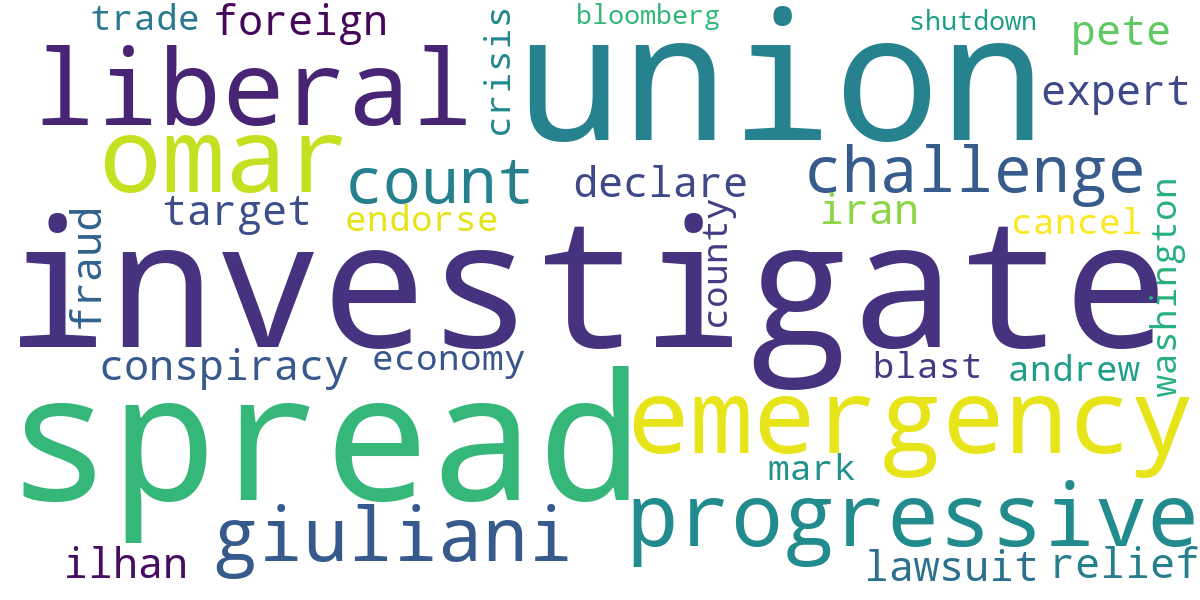 trade
foreign
bloomberg
shutdown
pete
liberal
crisis
union
expert
omar
count
declare
challenge
target
endorse
iran
cancel
fraud
investigate
county
washington
conspiracy
economy
blast
andrew
spread
emergency
mark
giuliani
progressive
ilhan
lawsuit
relief